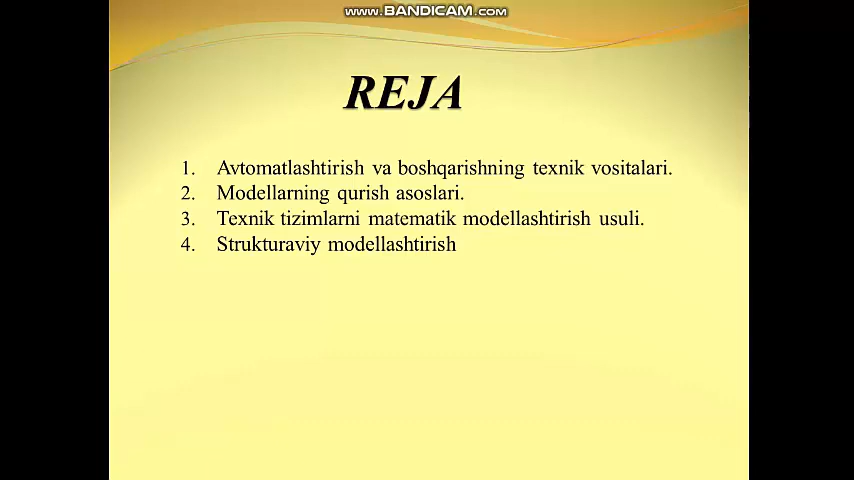 www.BANDICAM.com
REJA
1. Avtomatlashtirish va boshqarishning texnik vositalari.
2. Modellarning qurish asoslari.
3. Texnik tizimlarni matematik modellashtirish usuli.
4. Strukturaviy modellashtirish